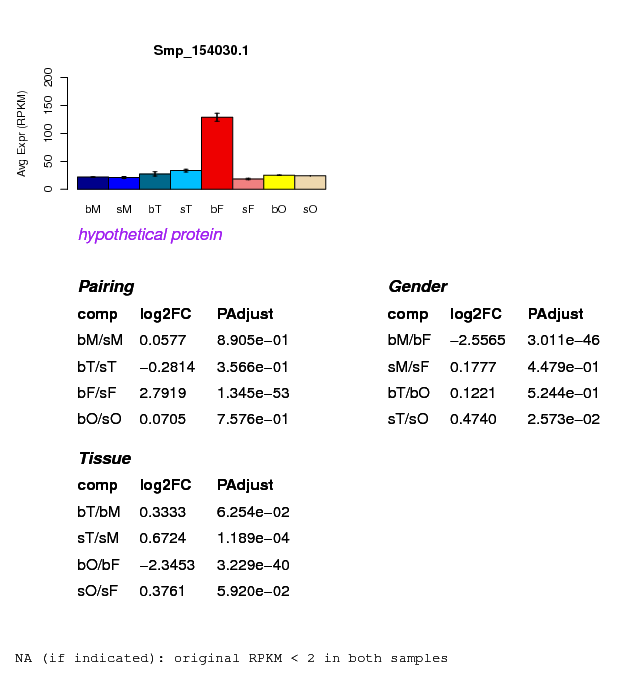 Smp_154030.1
Avg Expr (RPKM)
200
150
100
50
0
bM sM bT sT bF sF bO sO
hypothetical protein
Pairing
comp log2FC PAdjust
bM/sM 0.0577 8.905e−01
bT/sT −0.2814 3.566e−01
bF/sF 2.7919 1.345e−53
bO/sO 0.0705 7.576e−01
Gender
comp log2FC PAdjust
bM/bF −2.5565 3.011e−46
sM/sF 0.1777 4.479e−01
bT/bO 0.1221 5.244e−01
sT/sO 0.4740 2.573e−02
Tissue
comp log2FC PAdjust
bT/bM 0.3333 6.254e−02
sT/sM 0.6724 1.189e−04
bO/bF −2.3453 3.229e−40
sO/sF 0.3761 5.920e−02
NA (if indicated): original RPKM < 2 in both samples